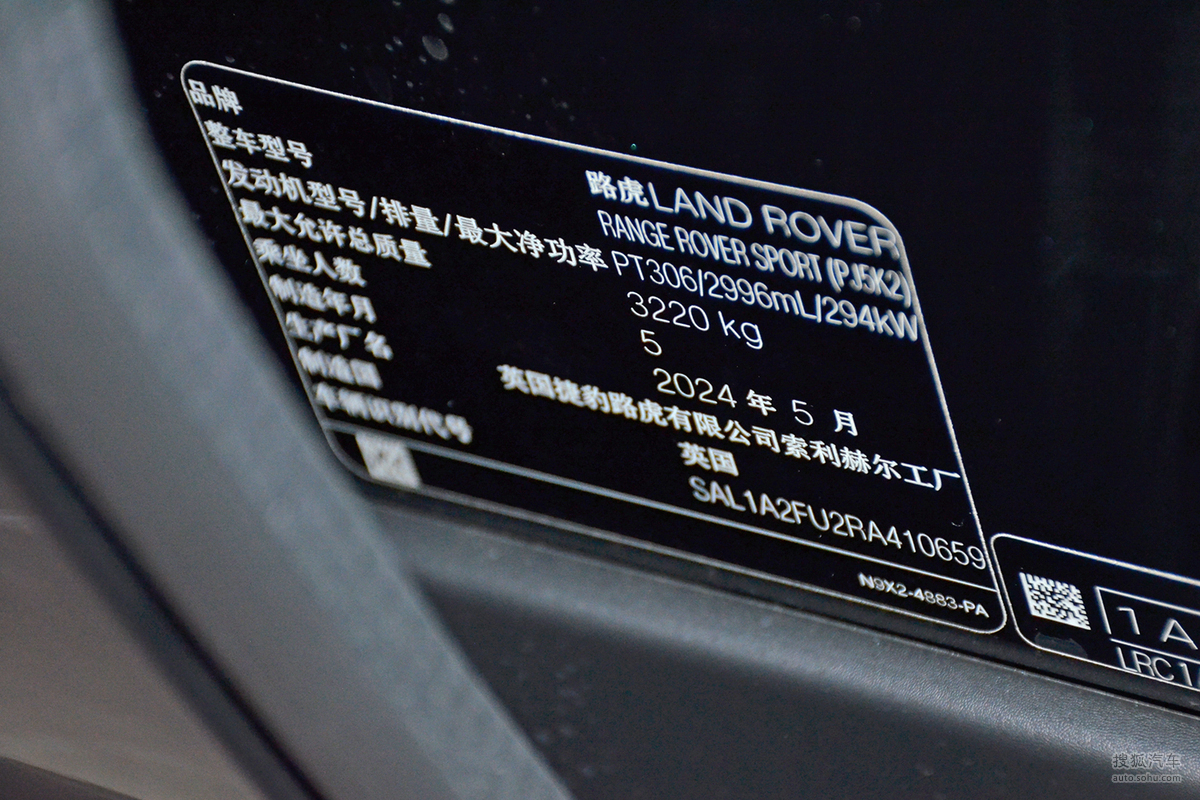 品牌 路虎LAND ROVER
整车型号 RANGE ROVER SPORT (PJ5K2)
发动机型号/排量/最大净功率 PT306/2996mL/294kW
最大允许总质量 3220 kg
乘坐人数 5
制造年月 2024 年 5 月
生产厂名 英国捷豹路虎有限公司索利赫尔工厂
制造国 英国
车辆识别代号 SAL1A2FU2RA410659
N9X2-4883-PA
1A
LRC1
搜狐汽车
auto.sohu.com